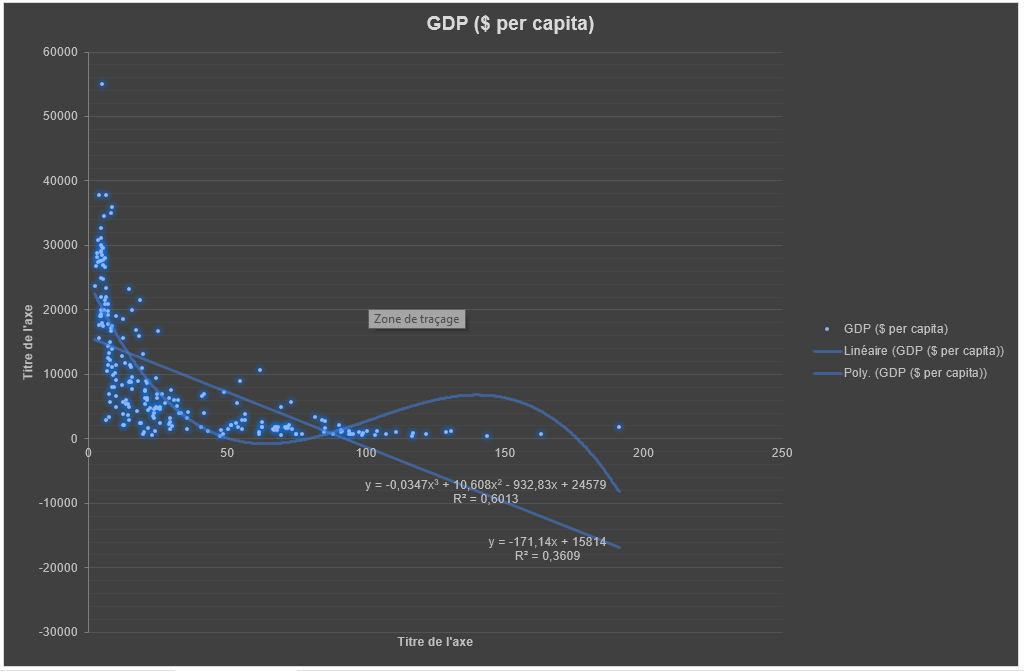 GDP ($ per capita)
60000
50000
40000
30000
20000
10000
0
-10000
-20000
-30000
0
50
100
150
200
250
Titre de l'axe
Titre de l'axe
Zone de traçage
y = -0,0347x³ + 10,608x² - 932,83x + 24579
R² = 0,6013
y = -171,14x + 15814
R² = 0,3609
GDP ($ per capita)
Linéaire (GDP ($ per capita))
Poly. (GDP ($ per capita))